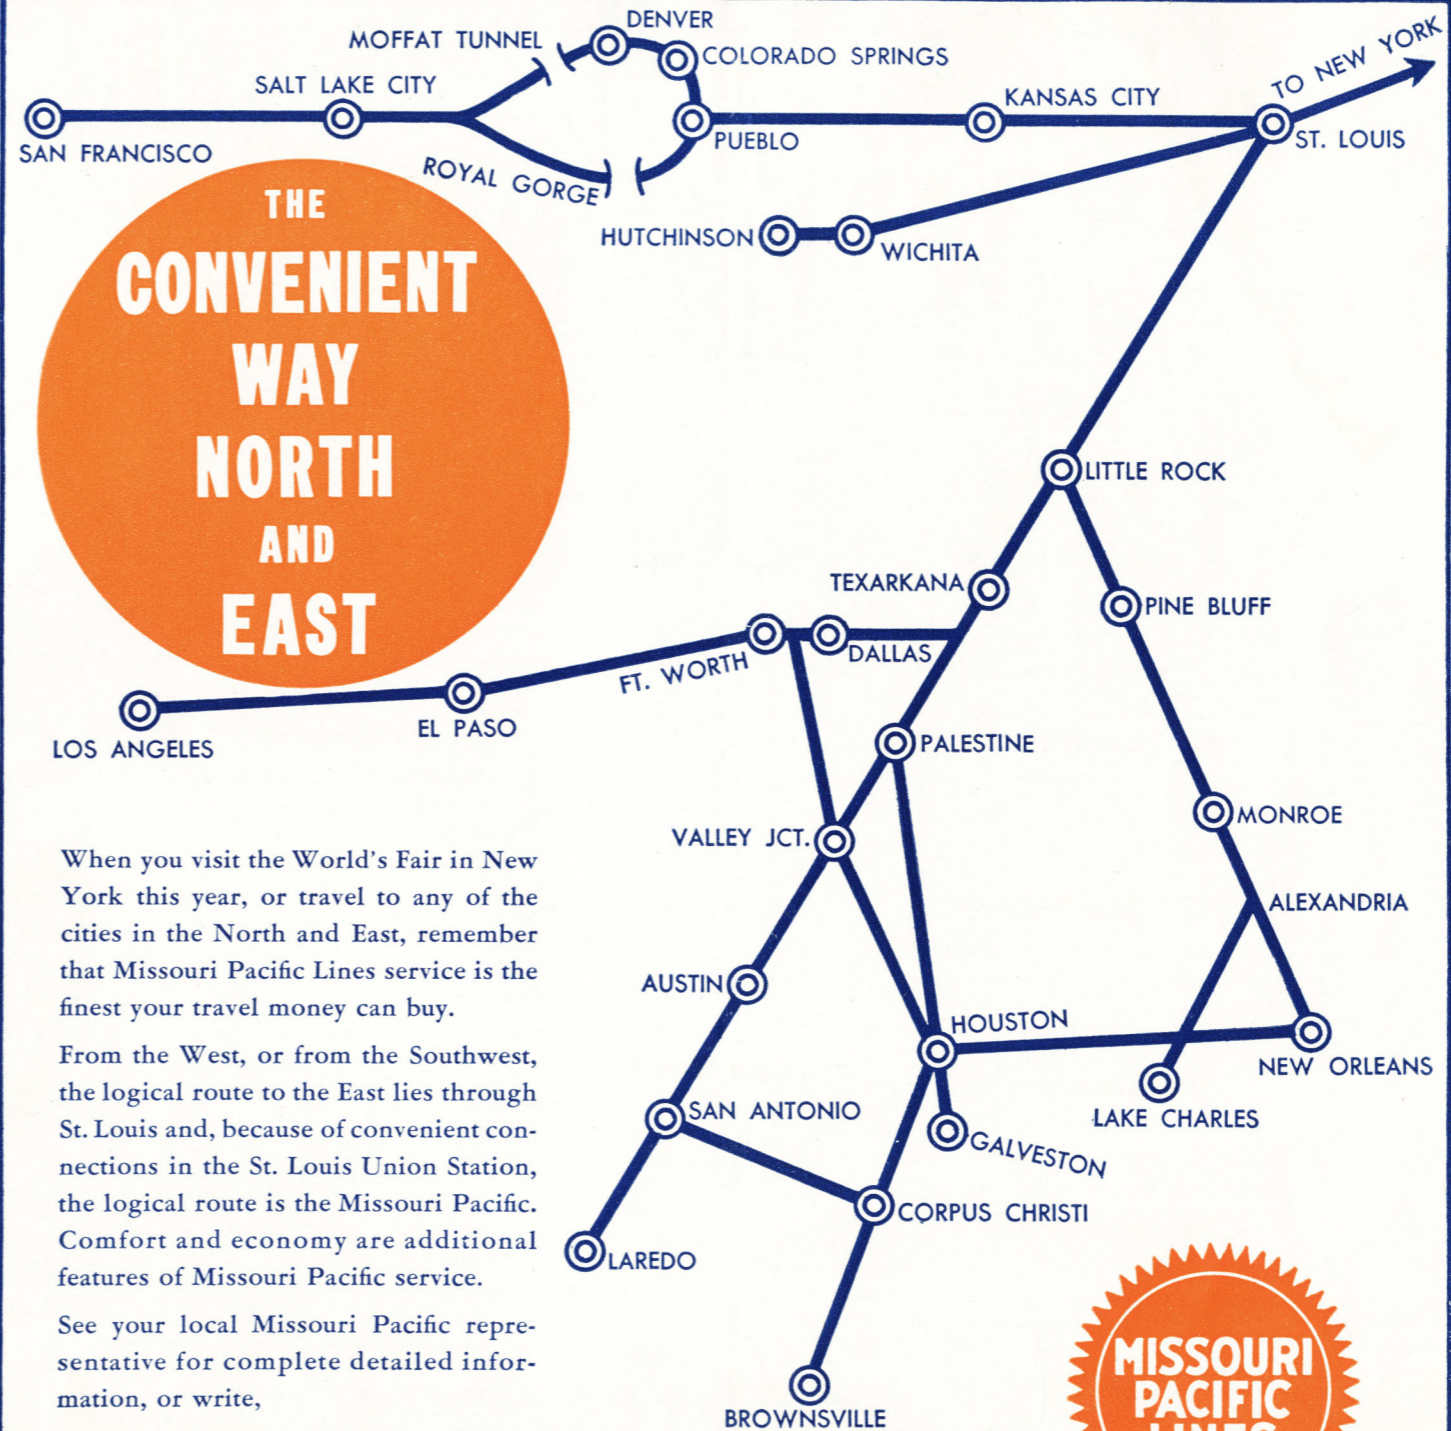 DENVER
MOFFAT TUNNEL
COLORADO SPRINGS
TO NEW YORK
SALT LAKE CITY
KANSAS CITY
SAN FRANCISCO
PUEBLO
ST. LOUIS
ROYAL GORGE
HUTCHINSON
WICHITA
THE
CONVENIENT
WAY
NORTH
AND
EAST
LITTLE ROCK
TEXARKANA
PINE BLUFF
DALLAS
FT. WORTH
EL PASO
LOS ANGELES
PALESTINE
MONROE
VALLEY JCT.
ALEXANDRIA
AUSTIN
HOUSTON
NEW ORLEANS
SAN ANTONIO
LAKE CHARLES
GALVESTON
CORPUS CHRISTI
LAREDO
BROWNSVILLE
When you visit the World's Fair in New
York this year, or travel to any of the
cities in the North and East, remember
that Missouri Pacific Lines service is the
finest your travel money can buy.
From the West, or from the Southwest,
the logical route to the East lies through
St. Louis and, because of convenient con-
nections in the St. Louis Union Station,
the logical route is the Missouri Pacific.
Comfort and economy are additional
features of Missouri Pacific service.
See your local Missouri Pacific repre-
sentative for complete detailed infor-
mation, or write,
MISSOURI
PACIFIC
LINES